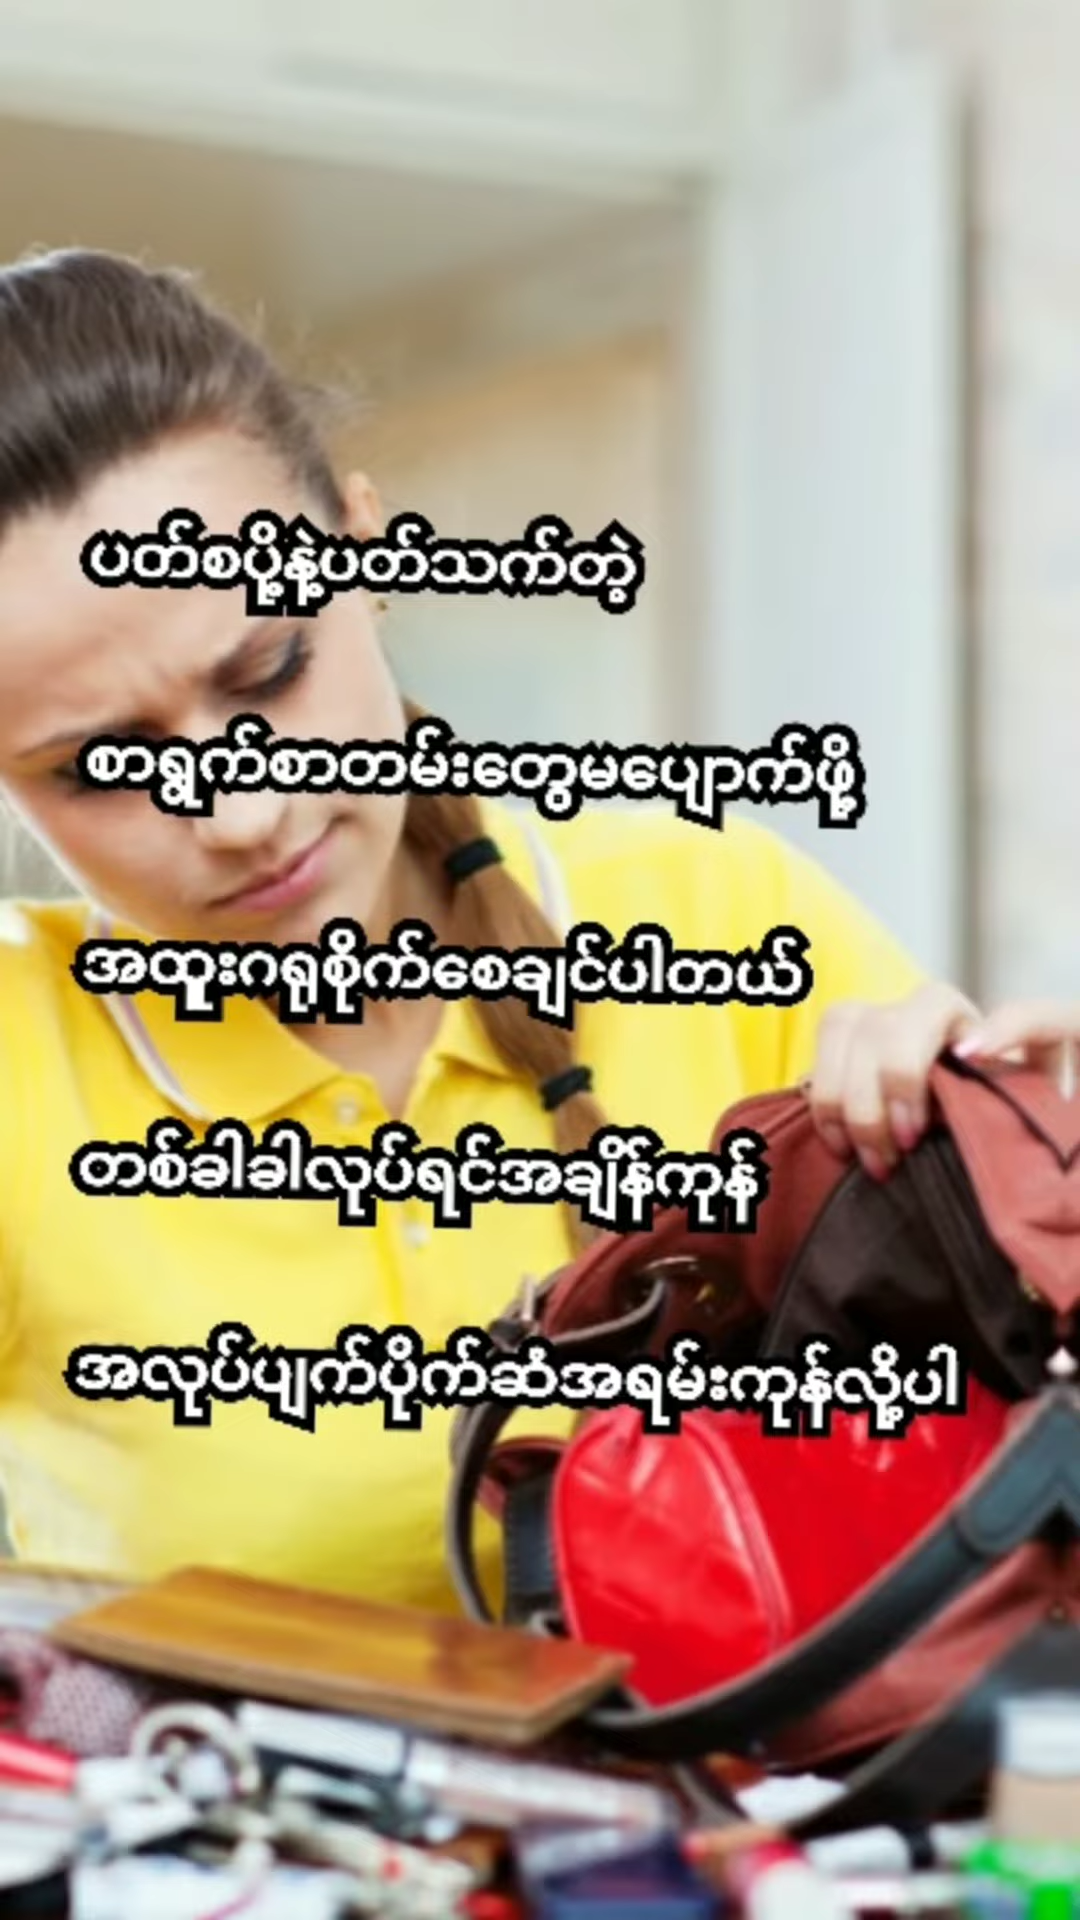 ပတ်စပို့နဲ့ပတ်သက်တဲ့
စာရွက်စာတမ်းတွေမပျောက်ဖို့
အထူးဂရုစိုက်စေချင်ပါတယ်
တစ်ခါခါလုပ်ရင်အချိန်ကုန်
အလုပ်ပျက်ပိုက်ဆံအရမ်းကုန်လို့ပါ